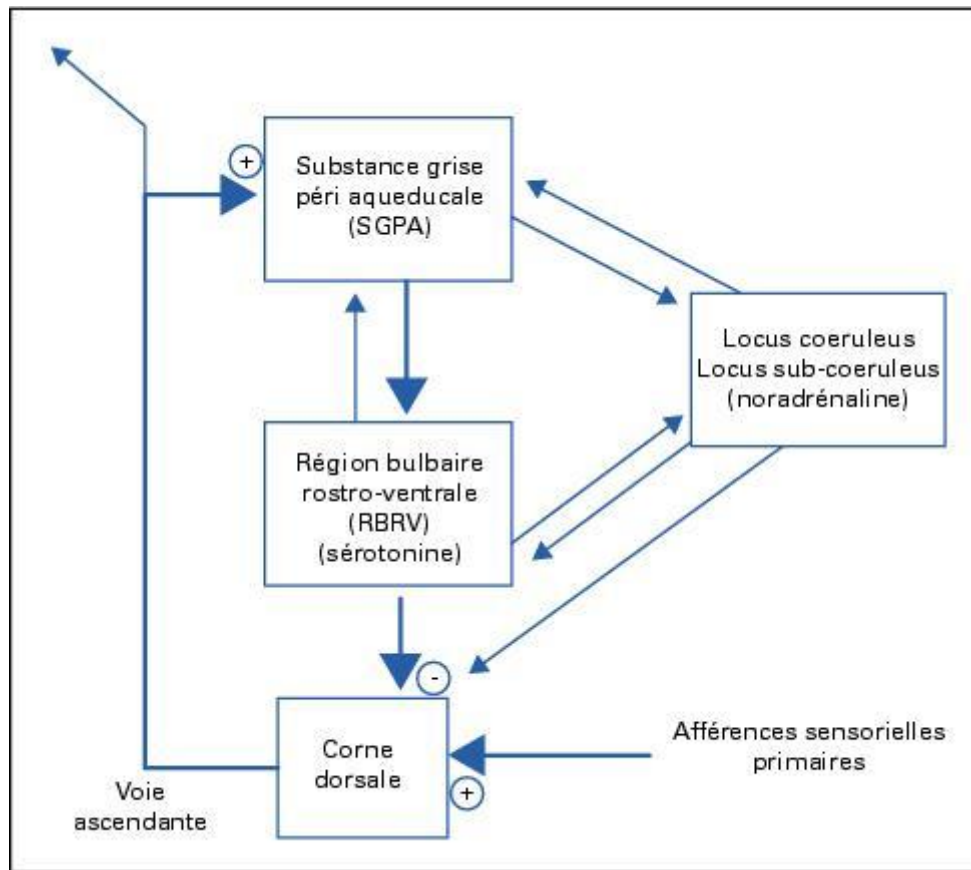 +
Substance grise
péri aqueducale
(SGPA)
Locus coeruleus
Locus sub-coeruleus
(noradrénaline)
Région bulbaire
rostro-ventrale
(RBRV)
(sérotonine)
-
Corne
dorsale
+
Afférences sensorielles
primaires
Voie
ascendante